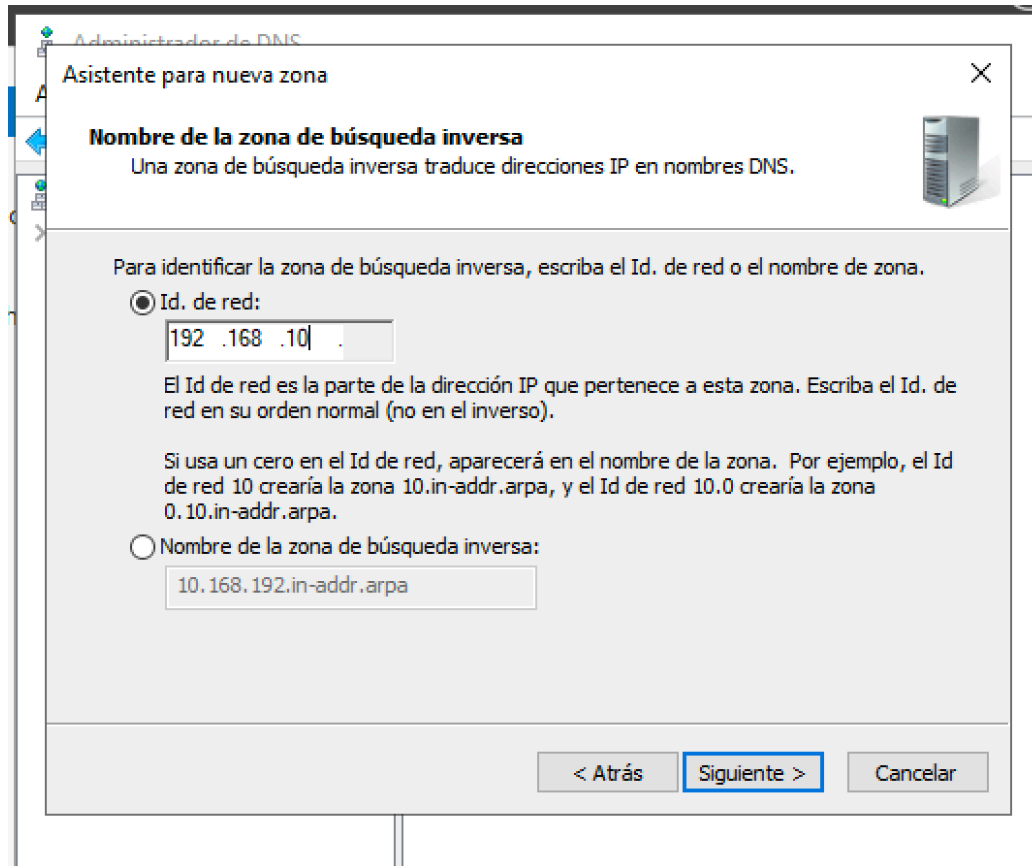 Administrador de DNS
Asistente para nueva zona
Nombre de la zona de búsqueda inversa
Una zona de búsqueda inversa traduce direcciones IP en nombres DNS.
Para identificar la zona de búsqueda inversa, escriba el Id. de red o el nombre de zona.
Id. de red:
192 .168 .10 .
El Id de red es la parte de la dirección IP que pertenece a esta zona. Escriba el Id. de
red en su orden normal (no en el inverso).
Si usa un cero en el Id de red, aparecerá en el nombre de la zona. Por ejemplo, el Id
de red 10 crearía la zona 10.in-addr.arpa, y el Id de red 10.0 crearía la zona
0.10.in-addr.arpa.
Nombre de la zona de búsqueda inversa:
10.168.192.in-addr.arpa
< Atrás
Siguiente >
Cancelar